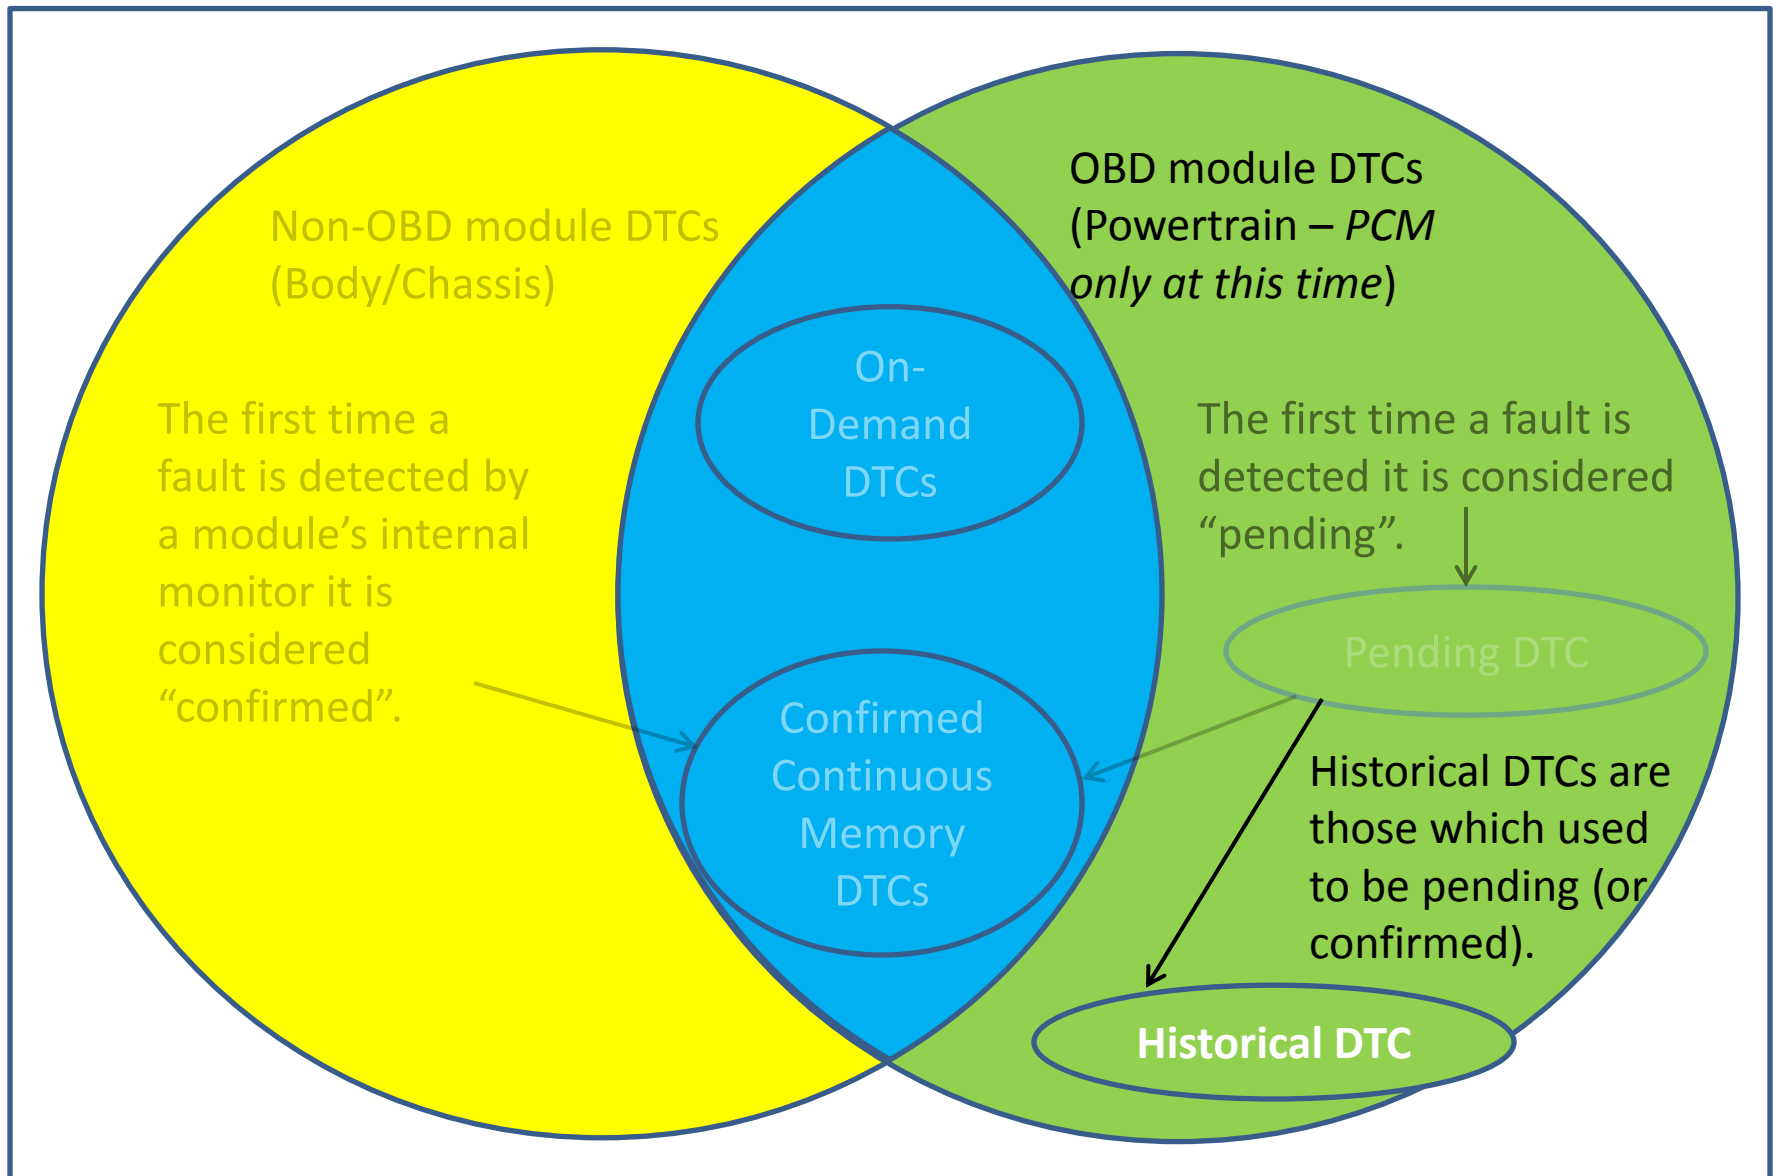 Non-OBD module DTCs
(Body/Chassis)
The first time a
fault is detected by
a module’s internal
monitor it is
considered
“confirmed”.
On-
Demand
DTCs
Confirmed
Continuous
Memory
DTCs
OBD module DTCs
(Powertrain – PCM
only at this time)
The first time a fault is
detected it is considered
“pending”.
Pending DTC
Historical DTCs are
those which used
to be pending (or
confirmed).
Historical DTC